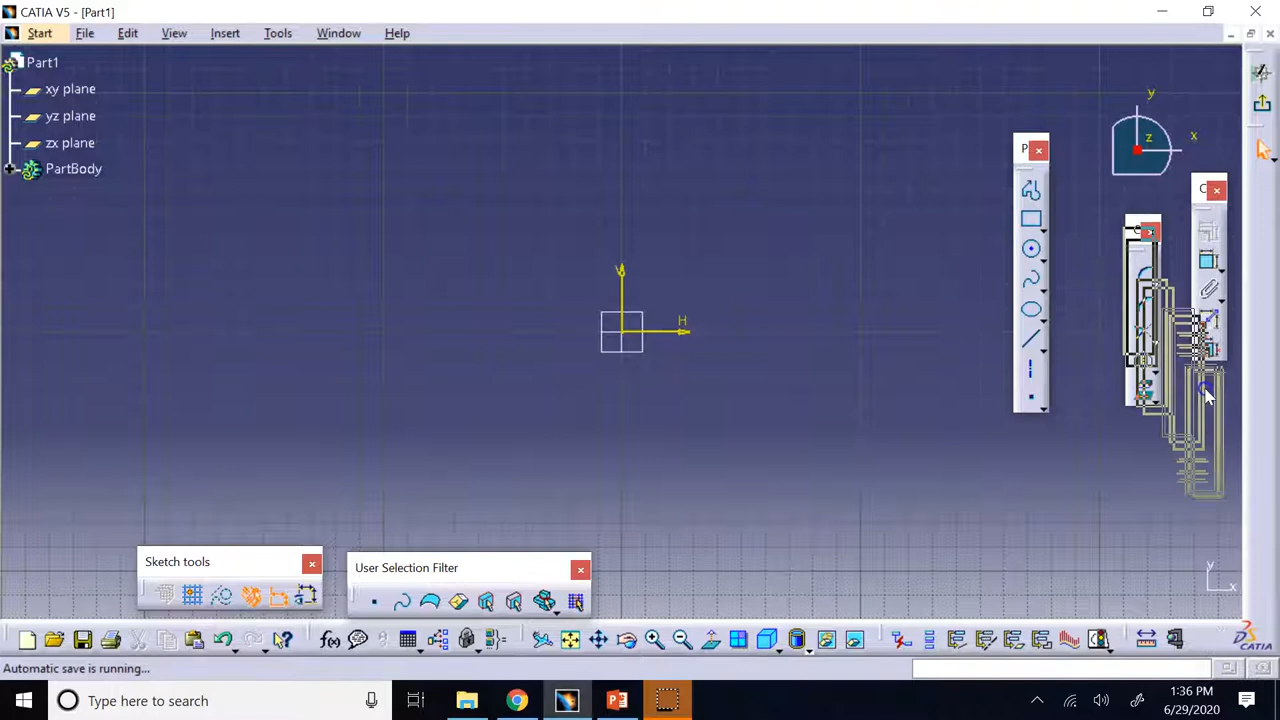 CATIA V5 - [Part1]
Start File Edit View Insert Tools Window Help
Part1
xy plane
yz plane
zx plane
PartBody
y
x
z
P
V
H
Sketch tools
User Selection Filter
f(x)
y
x
CATIA
Automatic save is running...
Type here to search
1:36 PM
6/29/2020